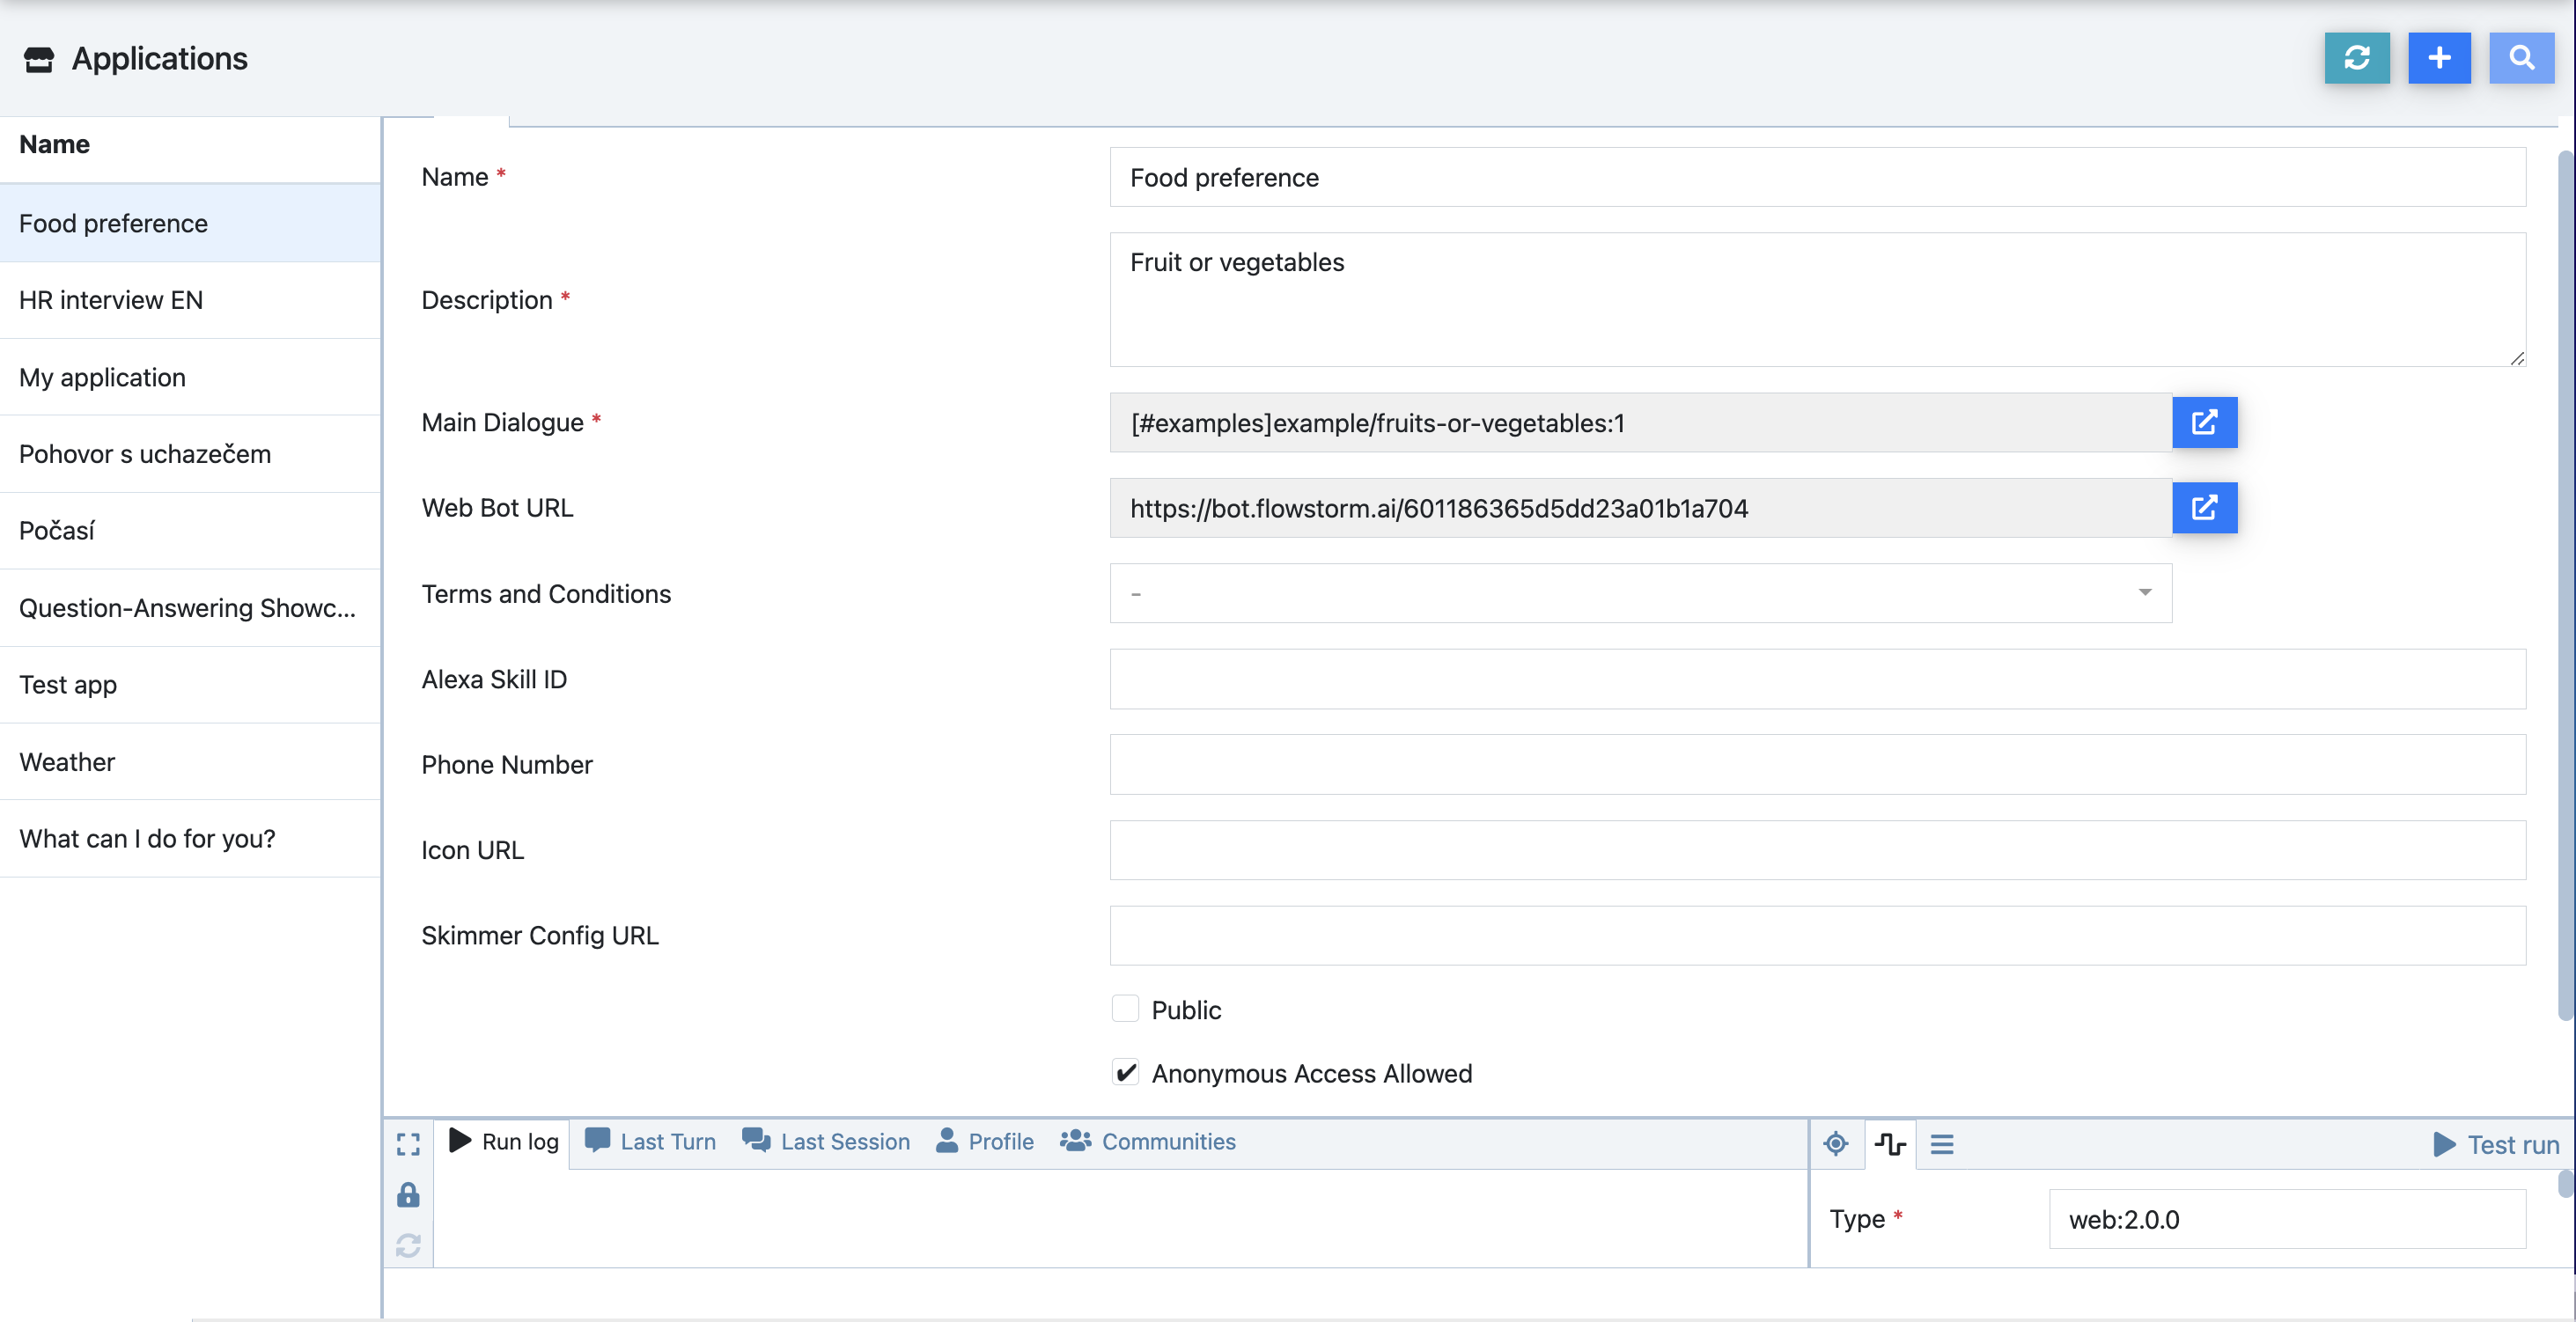 Applications
Name
Food preference
HR interview EN
My application
Pohovor s uchazečem
Počasí
Question-Answering Showc...
Test app
Weather
What can I do for you?
Name *
Food preference
Description *
Fruit or vegetables
Main Dialogue *
[#examples]example/fruits-or-vegetables:1
Web Bot URL
https://bot.flowstorm.ai/601186365d5dd23a01b1a704
Terms and Conditions
-
Alexa Skill ID
Phone Number
Icon URL
Skimmer Config URL
Public
Anonymous Access Allowed
Run log
Last Turn
Last Session
Profile
Communities
Test run
Type *
web:2.0.0